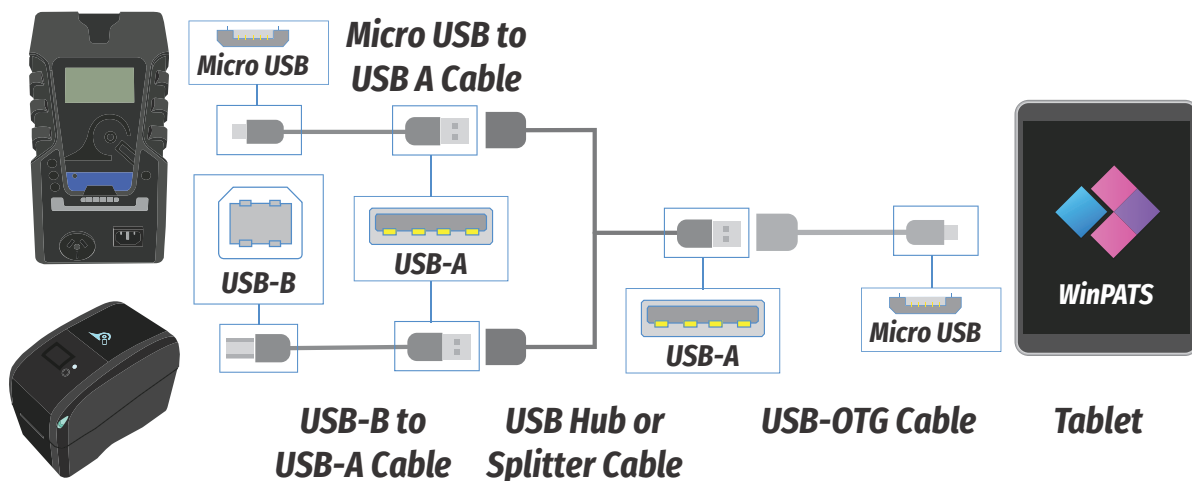 Micro USB
Micro USB to
USB A Cable
USB-B
USB-A
USB-A
Micro USB
WinPATS
USB-B to
USB-A Cable
USB Hub or
Splitter Cable
USB-OTG Cable
Tablet